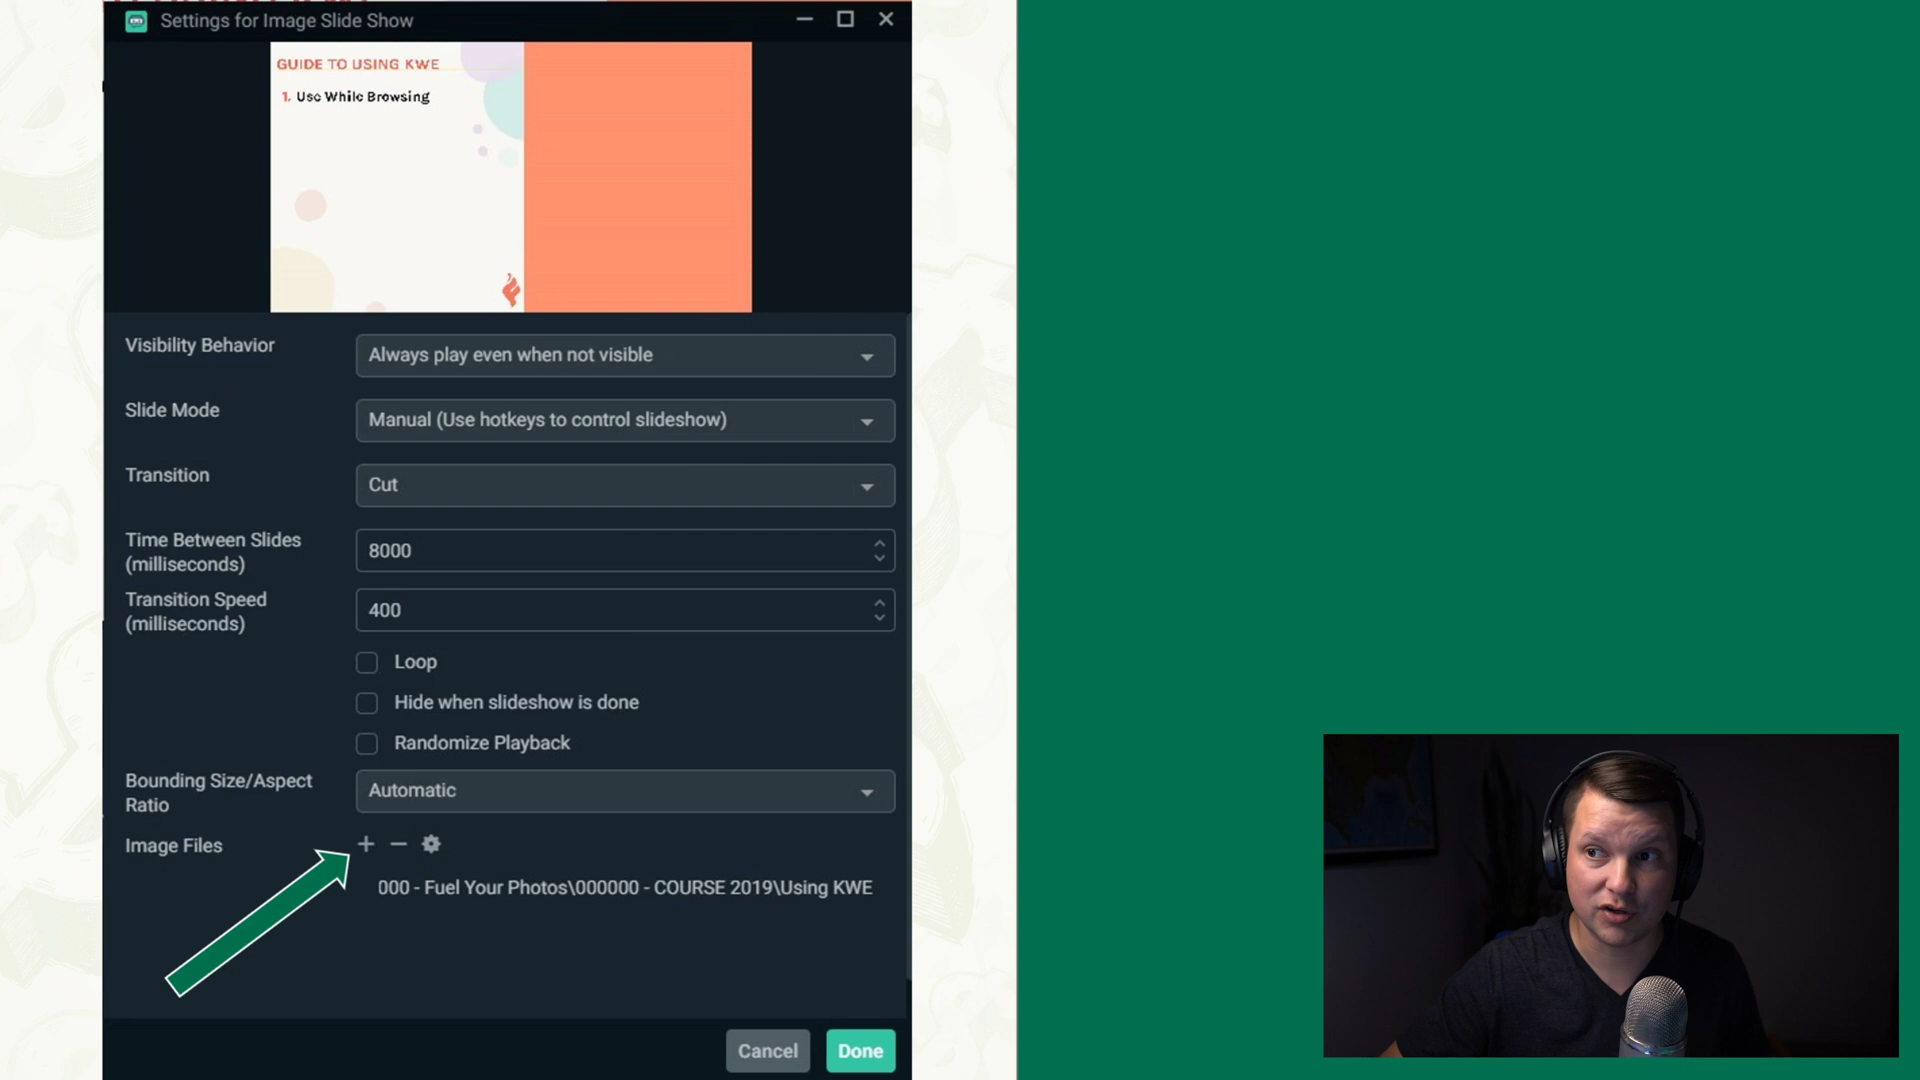 Settings for Image Slide Show
GUIDE TO USING KWE
1. Use While Browsing
Visibility Behavior
Always play even when not visible
Slide Mode
Manual (Use hotkeys to control slideshow)
Transition
Cut
Time Between Slides
(milliseconds)
8000
Transition Speed
(milliseconds)
400
Loop
Hide when slideshow is done
Randomize Playback
Bounding Size/Aspect
Ratio
Automatic
Image Files
000 - Fuel Your Photos\000000 - COURSE 2019\Using KWE
Cancel
Done